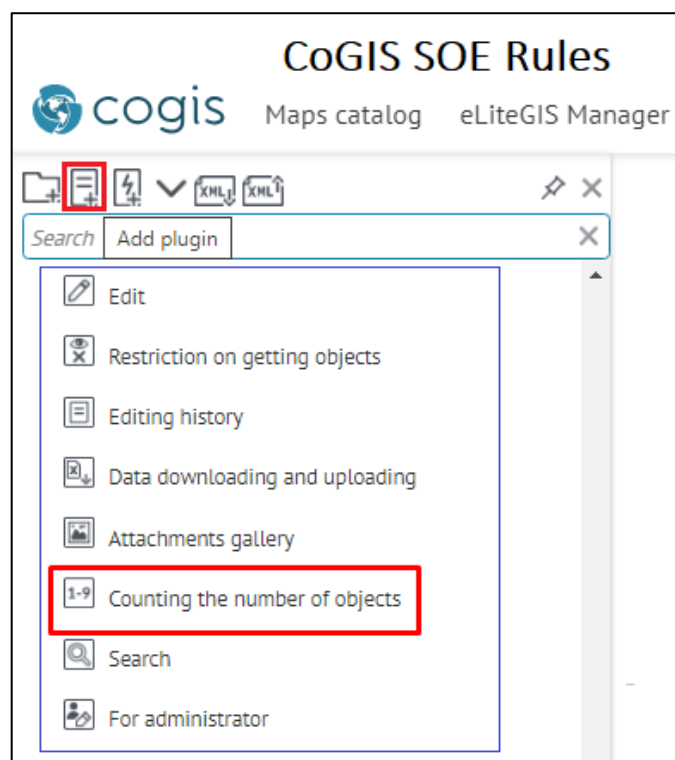 CoGIS SOE Rules
cogis Maps catalog eLiteGIS Manager
XML XML
Search Add plugin
Edit
Restriction on getting objects
Editing history
Data downloading and uploading
Attachments gallery
1-9 Counting the number of objects
Search
For administrator